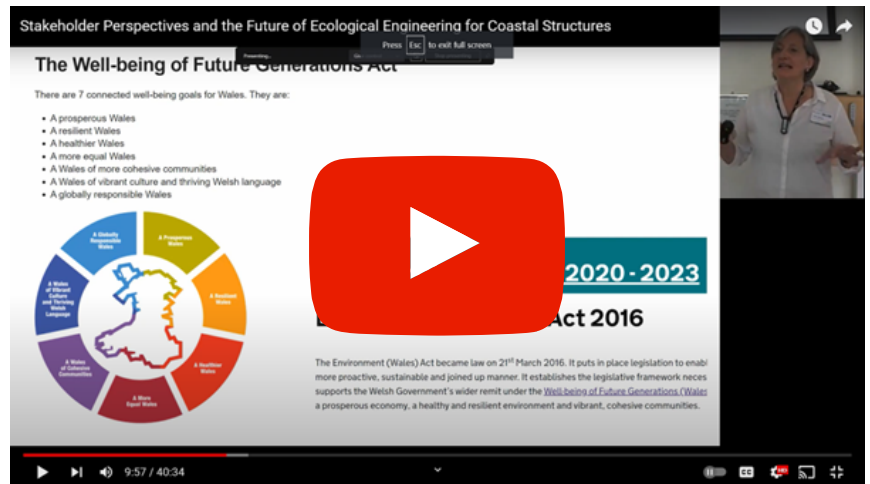 Stakeholder Perspectives and the Future of Ecological Engineering for Coastal Structures
Press Esc to exit full screen
Presenting...
The Well-being of Future Generations Act
There are 7 connected well-being goals for Wales. They are:
• A prosperous Wales
• A resilient Wales
• A healthier Wales
• A more equal Wales
• A Wales of more cohesive communities
• A Wales of vibrant culture and thriving Welsh language
• A globally responsible Wales
A Globally
Responsible
Wales
A Prosperous
Wales
A Resilient
Wales
A Healthier
Wales
A More
Equal Wales
A Wales
of Cohesive
Communities
A Wales
of Vibrant
Culture
and Thriving
Welsh
Language
2020 - 2023
Act 2016
The Environment (Wales) Act became law on 21st March 2016. It puts in place legislation to enabl
more proactive, sustainable and joined up manner. It establishes the legislative framework neces
supports the Welsh Government's wider remit under the Well-being of Future Generations (Wales
a prosperous economy, a healthy and resilient environment and vibrant, cohesive communities.
9:57 / 40:34
CC